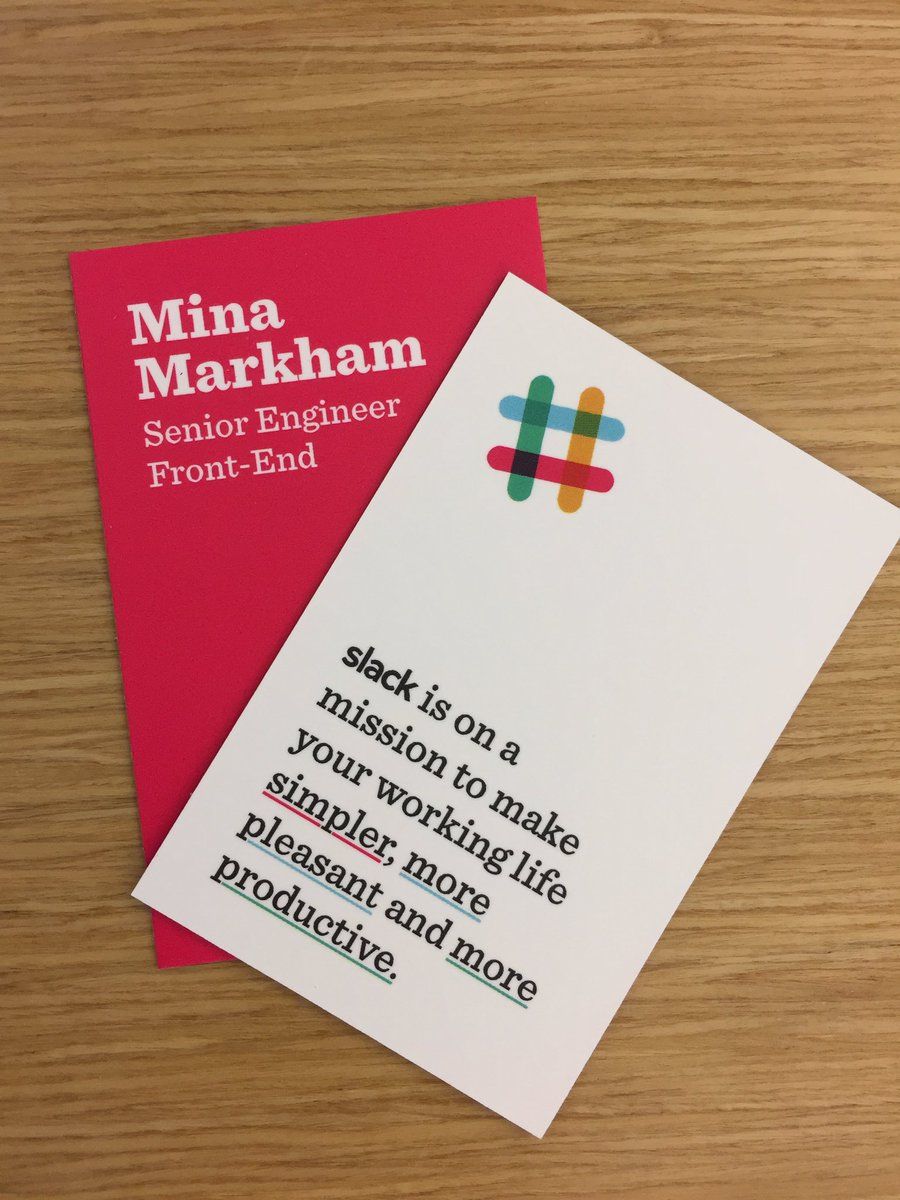 Mina
Markham
Senior Engineer
Front-End
slack is on a
mission to make
your working life
simpler, more
pleasant and more
productive.